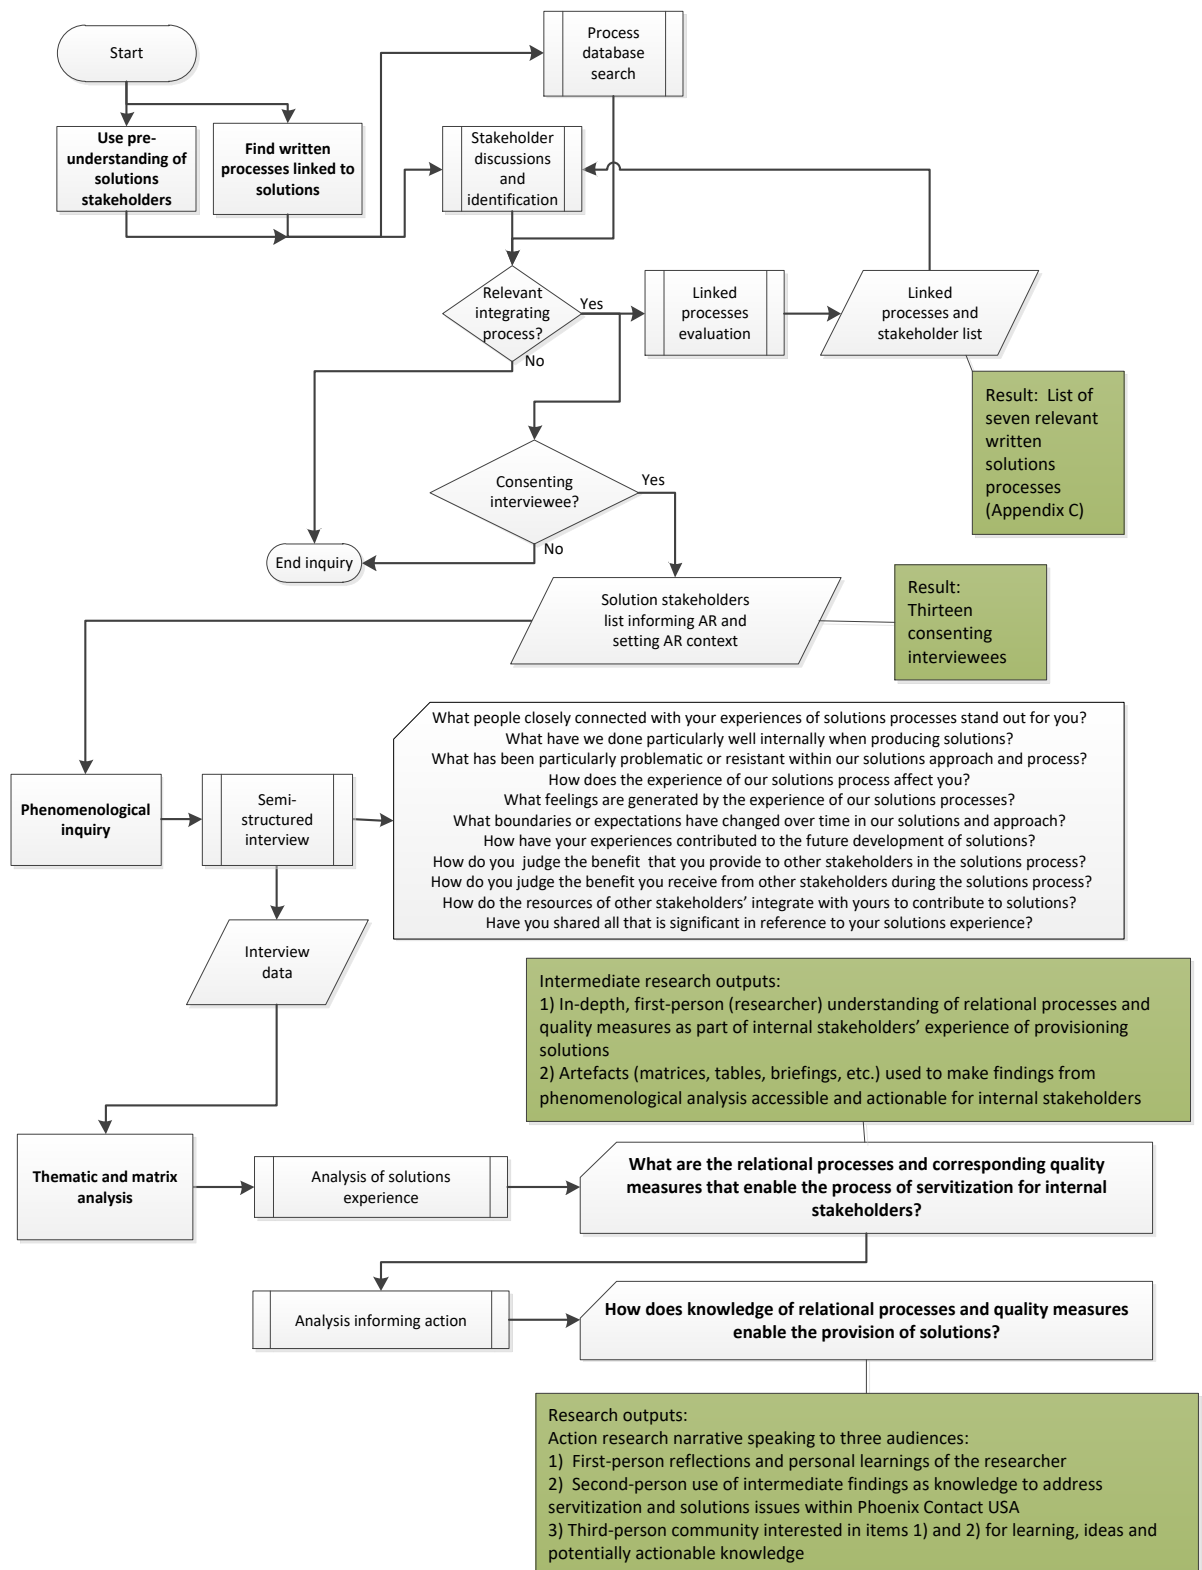 Start
Process
database
search
Use pre-
understanding of
solutions
stakeholders
Find written
processes linked to
solutions
Stakeholder
discussions
and
identification
Relevant
integrating
process?
Yes
No
Linked
processes
evaluation
Linked
processes and
stakeholder list
Result:  List of
seven relevant
written
solutions
processes
(Appendix C)
Consenting
interviewee?
Yes
No
End inquiry
Solution stakeholders
list informing AR and
setting AR context
Result:
Thirteen
consenting
interviewees
Phenomenological
inquiry
Semi-
structured
interview
What people closely connected with your experiences of solutions processes stand out for you?
What have we done particularly well internally when producing solutions?
What has been particularly problematic or resistant within our solutions approach and process?
How does the experience of our solutions process affect you?
What feelings are generated by the experience of our solutions processes?
What boundaries or expectations have changed over time in our solutions and approach?
How have your experiences contributed to the future development of solutions?
How do you  judge the benefit  that you provide to other stakeholders in the solutions process?
How do you judge the benefit you receive from other stakeholders during the solutions process?
How do the resources of other stakeholders’ integrate with yours to contribute to solutions?
Have you shared all that is significant in reference to your solutions experience?
Interview
data
Intermediate research outputs:
1) In-depth, first-person (researcher) understanding of relational processes and
quality measures as part of internal stakeholders’ experience of provisioning
solutions
2) Artefacts (matrices, tables, briefings, etc.) used to make findings from
phenomenological analysis accessible and actionable for internal stakeholders
Thematic and matrix
analysis
Analysis of solutions
experience
What are the relational processes and corresponding quality
measures that enable the process of servitization for internal
stakeholders?
Analysis informing action
How does knowledge of relational processes and quality measures
enable the provision of solutions?
Research outputs:
Action research narrative speaking to three audiences:
1)  First-person reflections and personal learnings of the researcher
2)  Second-person use of intermediate findings as knowledge to address
servitization and solutions issues within Phoenix Contact USA
3) Third-person community interested in items 1) and 2) for learning, ideas and
potentially actionable knowledge